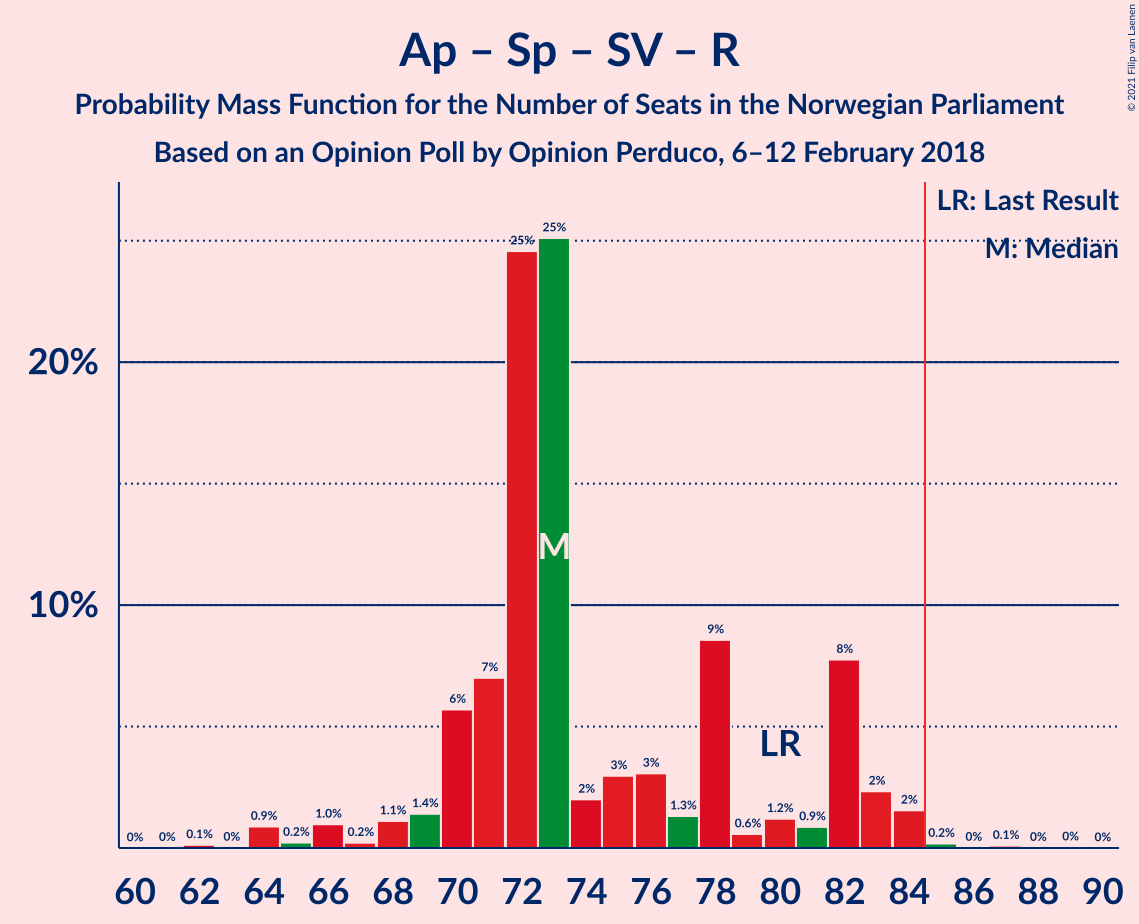 Ap – Sp – SV – R
Probability Mass Function for the Number of Seats in the Norwegian Parliament
Based on an Opinion Poll by Opinion Perduco, 6–12 February 2018
© 2021 Filip van Laenen
LR: Last Result
M: Median
20%
10%
0% 0% 0.1% 0% 0.9% 0.2% 1.0% 0.2% 1.1% 1.4% 6% 7% 25% 25% 2% 3% 3% 1.3% 9% 0.6% 1.2% 0.9% 8% 2% 2% 0.2% 0% 0.1% 0% 0% 0%
M
LR
60 62 64 66 68 70 72 74 76 78 80 82 84 86 88 90